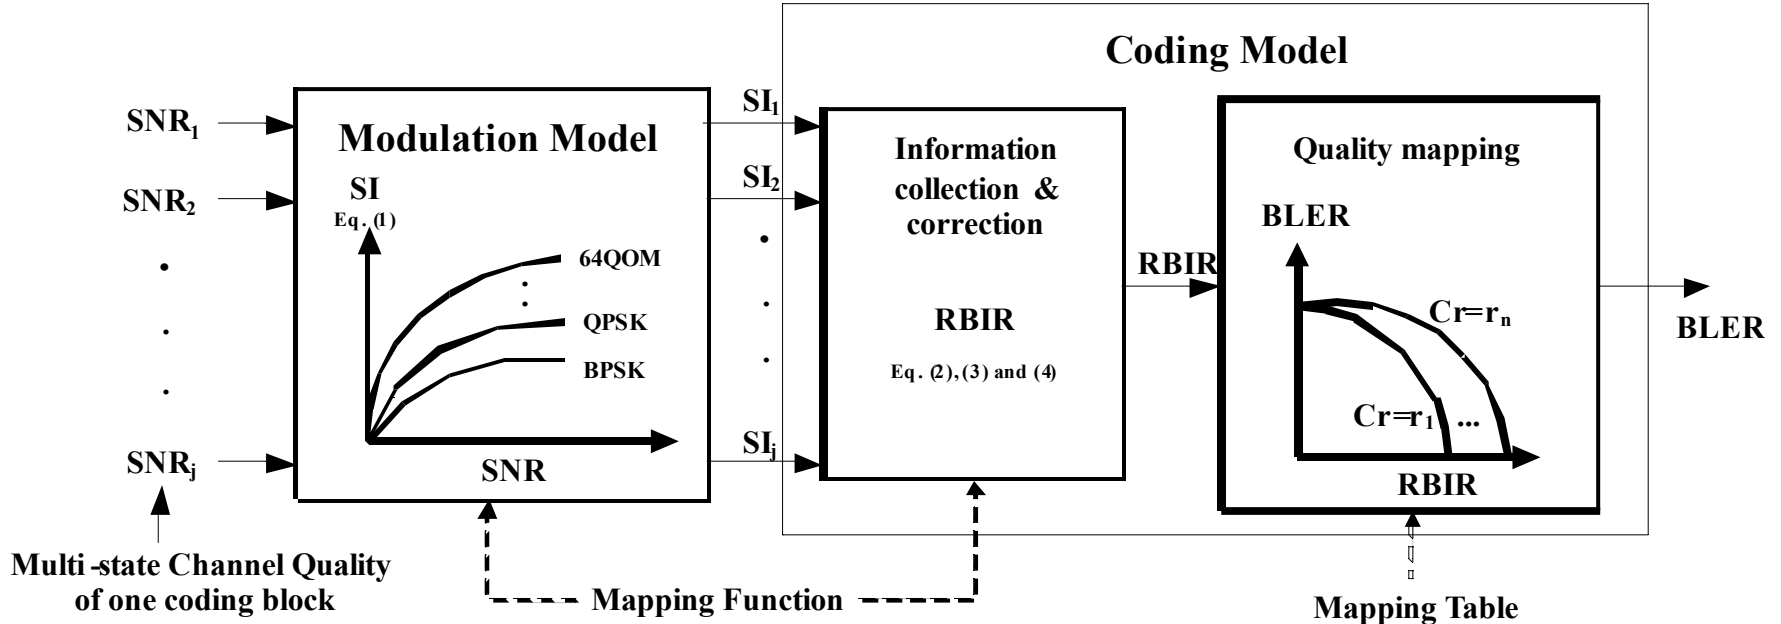 Coding Model
SNR₁
SNR₂
.
.
.
SNRⱼ
Multi-state Channel Quality
of one coding block
Modulation Model
SI
Eq. (1)
64QOM
:
QPSK
BPSK
SNR
SI₁
SI₂
.
.
.
SIⱼ
Information
collection &
correction
RBIR
Eq. (2), (3) and (4)
RBIR
Quality mapping
BLER
Cr=rₙ
Cr=r₁ ...
RBIR
BLER
Mapping Function
Mapping Table